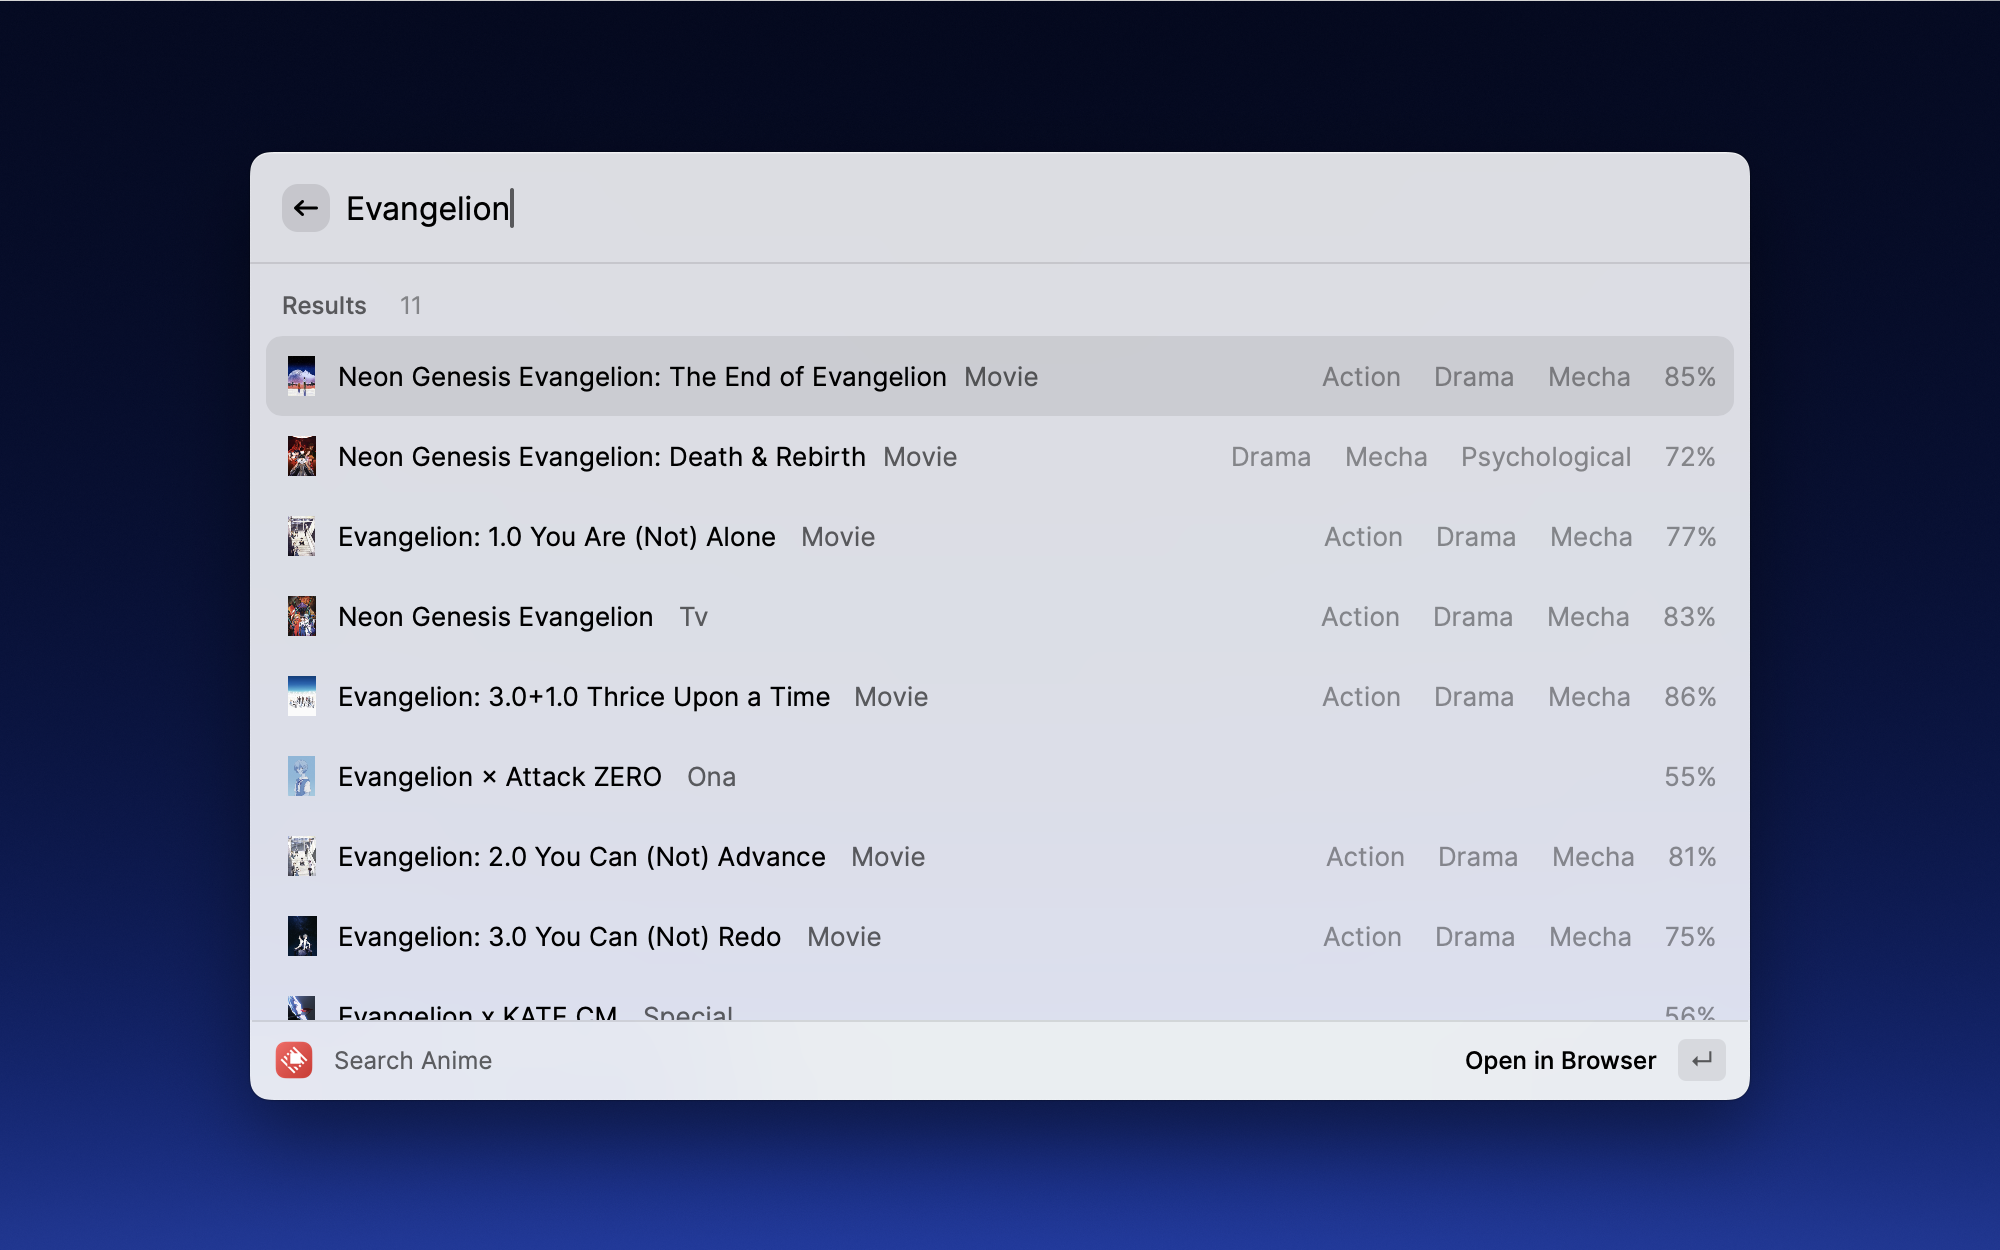 Evangelion
Results 11
Neon Genesis Evangelion: The End of Evangelion Movie Action Drama Mecha 85%
Neon Genesis Evangelion: Death & Rebirth Movie Drama Mecha Psychological 72%
Evangelion: 1.0 You Are (Not) Alone Movie Action Drama Mecha 77%
Neon Genesis Evangelion Tv Action Drama Mecha 83%
Evangelion: 3.0+1.0 Thrice Upon a Time Movie Action Drama Mecha 86%
Evangelion × Attack ZERO Ona 55%
Evangelion: 2.0 You Can (Not) Advance Movie Action Drama Mecha 81%
Evangelion: 3.0 You Can (Not) Redo Movie Action Drama Mecha 75%
Evangelion x KATE CM Special 56%
Search Anime Open in Browser